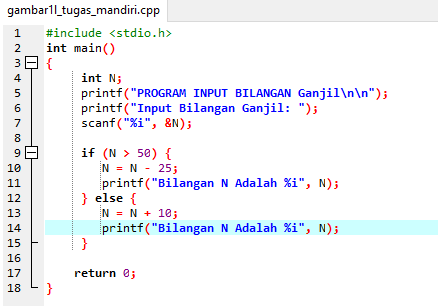 gambar1l_tugas_mandiri.cpp
1 #include <stdio.h>
2 int main()
3 {
4 int N;
5 printf("PROGRAM INPUT BILANGAN Ganjil\n\n");
6 printf("Input Bilangan Ganjil: ");
7 scanf("%i", &N);
8
9 if (N > 50) {
10 N = N - 25;
11 printf("Bilangan N Adalah %i", N);
12 } else {
13 N = N + 10;
14 printf("Bilangan N Adalah %i", N);
15 }
16
17 return 0;
18 }